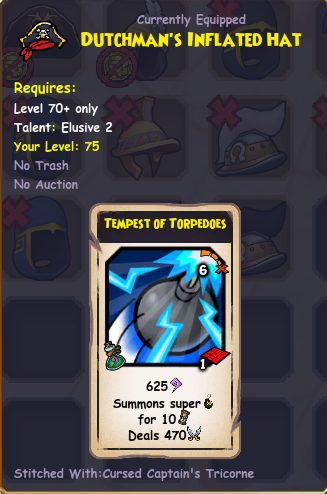 Currently Equipped
Dutchman's Inflated Hat
Requires:
Level 70+ only
Talent: Elusive 2
Your Level: 75
No Trash
No Auction
Tempest of Torpedoes
6
1
625
Summons super
for 10
Deals 470
Stitched With:Cursed Captain's Tricorne